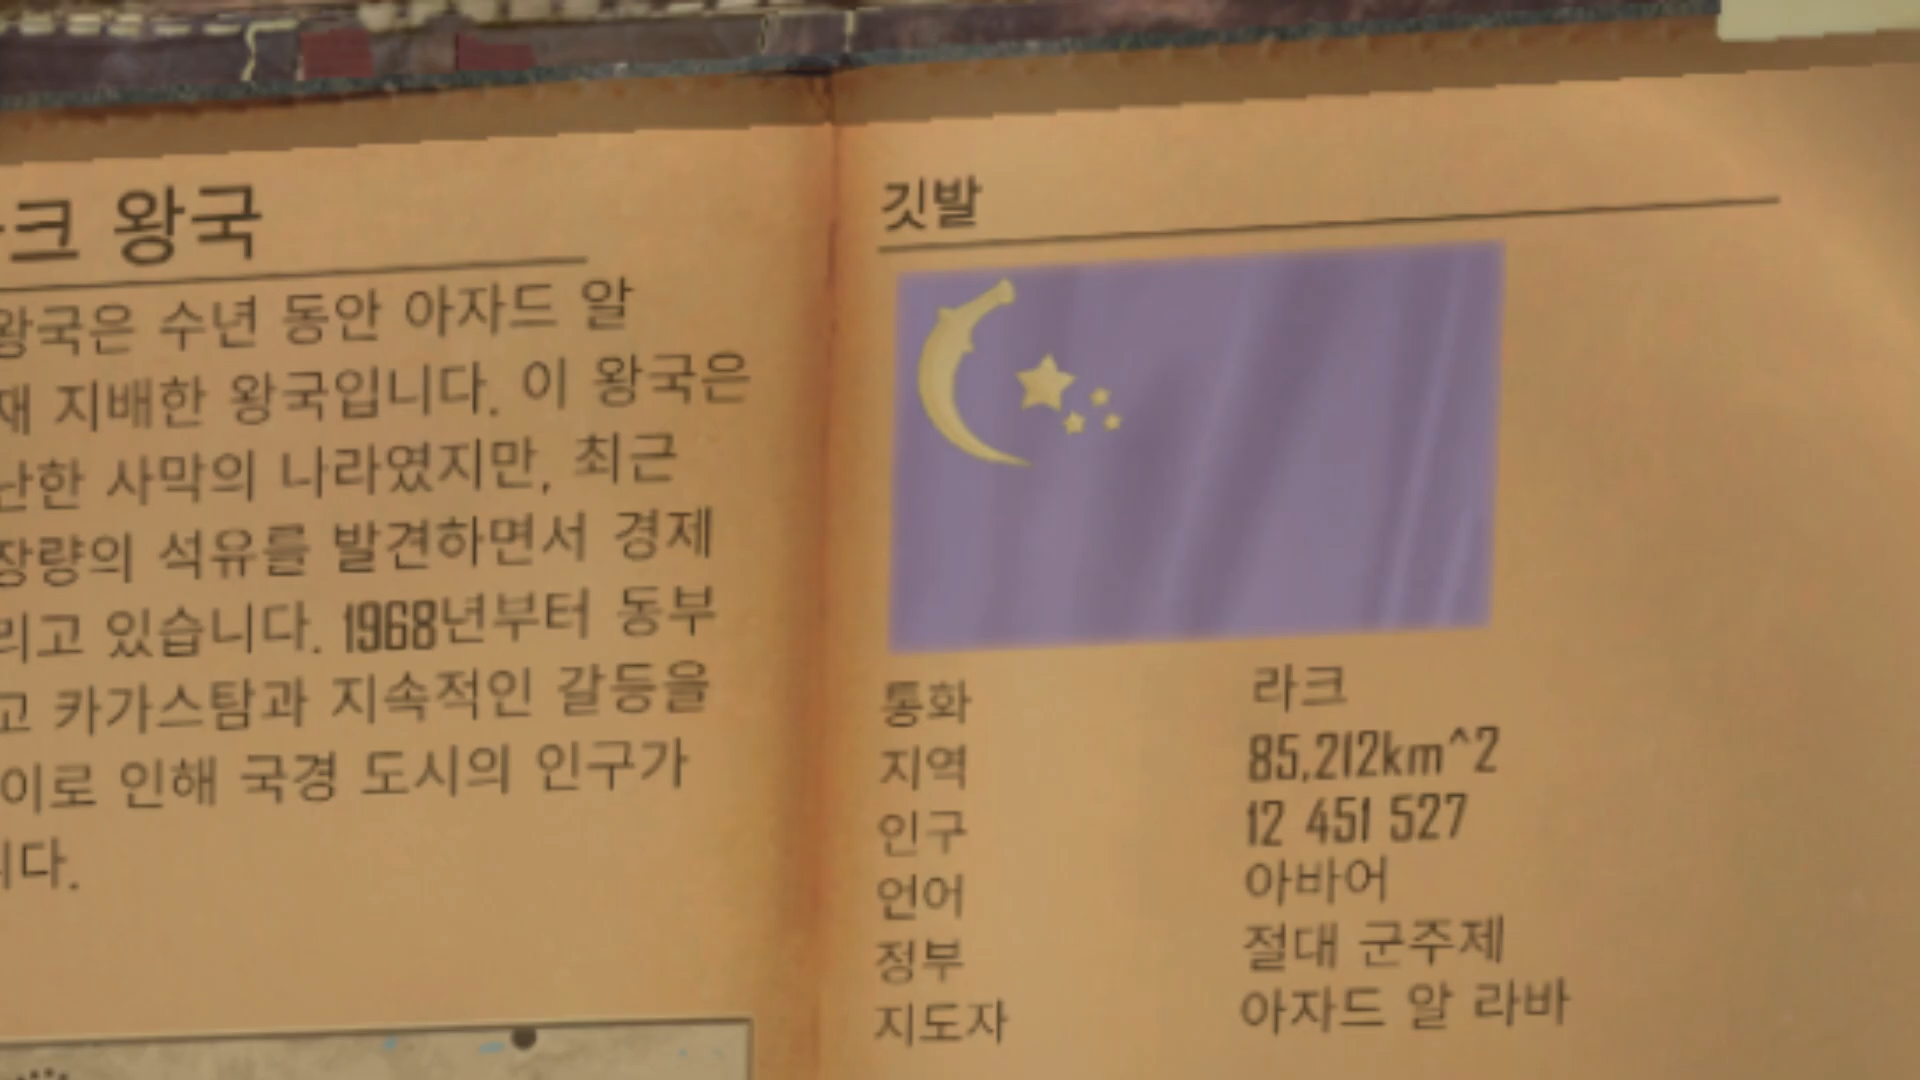 크 왕국
왕국은 수년 동안 아자드 알
재 지배한 왕국입니다. 이 왕국은
난한 사막의 나라였지만, 최근
장량의 석유를 발견하면서 경제
리고 있습니다. 1968년부터 동부
고 카가스탐과 지속적인 갈등을
이로 인해 국경 도시의 인구가
니다.
깃발
통화 라크
지역 85,212km^2
인구 12 451 527
언어 아바어
정부 절대 군주제
지도자 아자드 알 라바